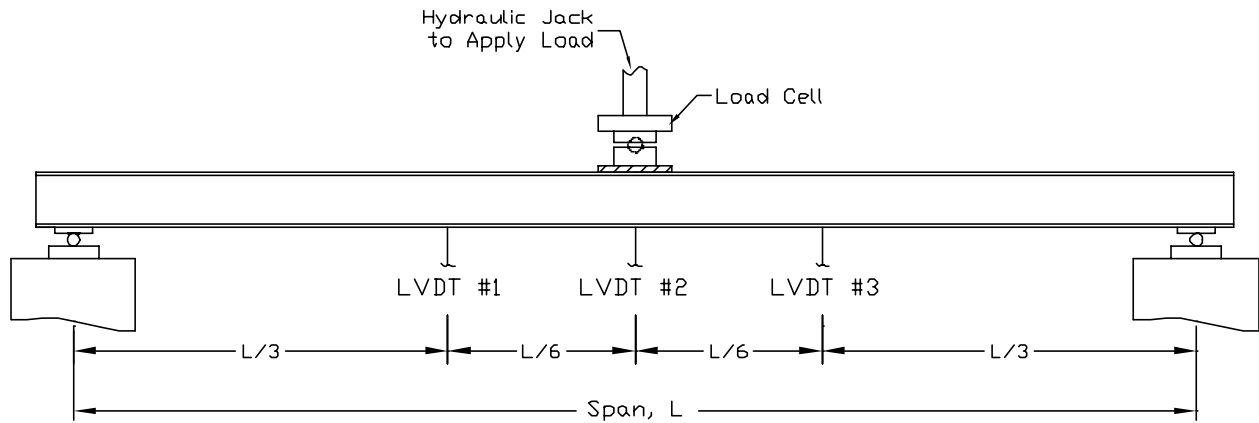 Hydraulic Jack
to Apply Load
Load Cell
LVDT #1
LVDT #2
LVDT #3
L/3
L/6
L/6
L/3
Span, L